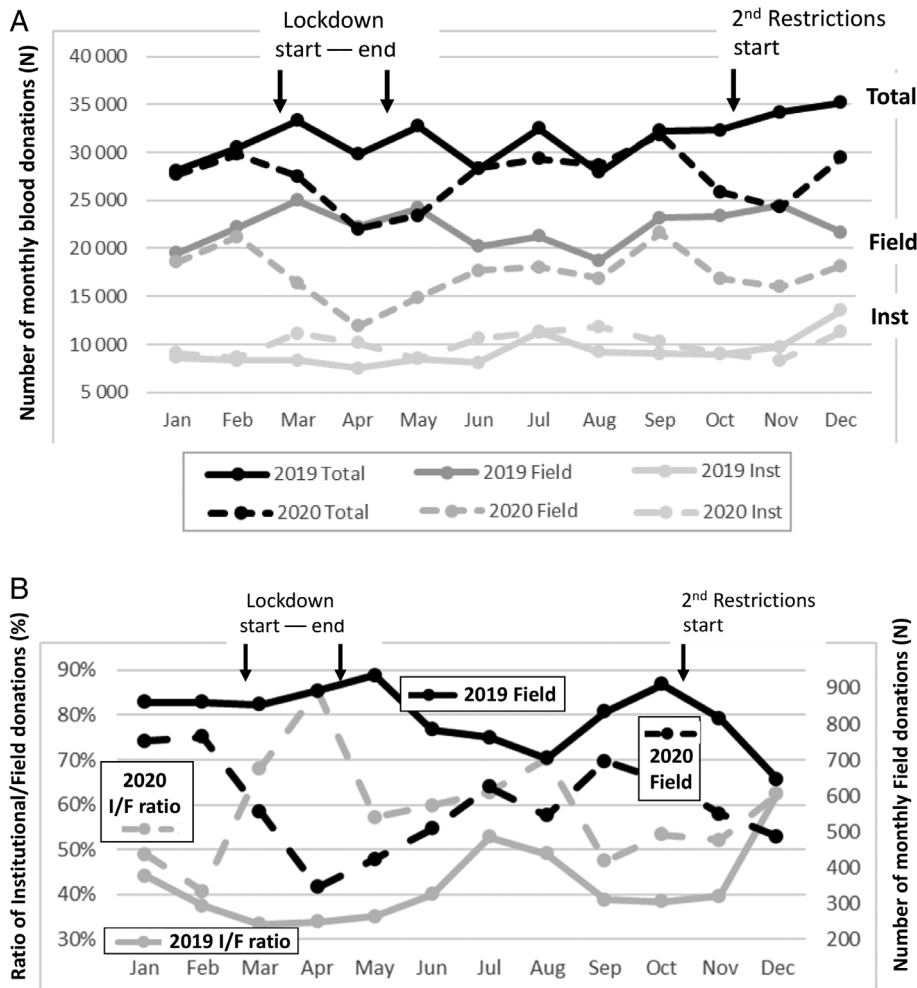 A
Lockdown
start — end
2nd Restrictions
start
Number of monthly blood donations (N)
40 000
35 000
30 000
25 000
20 000
15 000
10 000
5 000
Total
Field
Inst
Jan Feb Mar Apr May Jun Jul Aug Sep Oct Nov Dec
2019 Total 2019 Field 2019 Inst
2020 Total 2020 Field 2020 Inst
B
Lockdown
start — end
2nd Restrictions
start
Ratio of Institutional/Field donations (%)
90%
80%
70%
60%
50%
40%
30%
2019 Field
2020
Field
2020
I/F ratio
2019 I/F ratio
900
800
700
600
500
400
300
200
Number of monthly Field donations (N)
Jan Feb Mar Apr May Jun Jul Aug Sep Oct Nov Dec